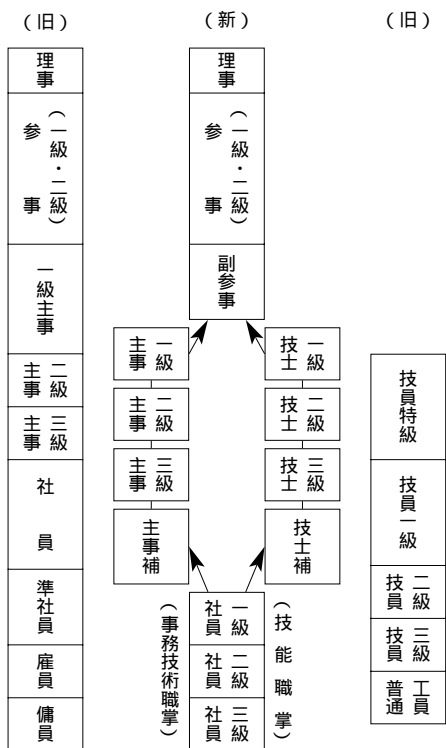 （旧）
理事
参事
（一級・二級）
一級主事
二級
主事
三級
主事
社員
準社員
雇員
傭員
（新）
理事
参事
（一級・二級）
副参事
一級
主事
二級
主事
三級
主事
主事補
一級
技士
二級
技士
三級
技士
技士補
（技能職掌）
一級
社員
二級
社員
三級
社員
（事務技術職掌）
（旧）
技員特級
技員一級
二級
技員
三級
技員
工員
普通